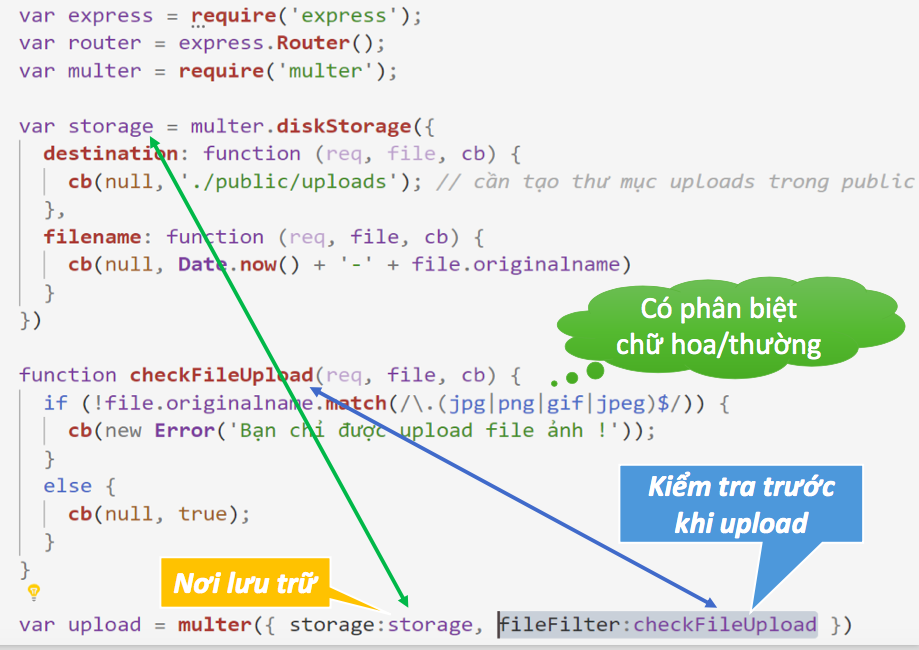 var express = require('express');
var router = express.Router();
var multer = require('multer');
var storage = multer.diskStorage({
destination: function (req, file, cb) {
cb(null, './public/uploads'); // cần tạo thư mục uploads trong public
},
filename: function (req, file, cb) {
cb(null, Date.now() + '-' + file.originalname)
}
})
Có phân biệt
chữ hoa/thường
function checkFileUpload(req, file, cb) {
if (!file.originalname.match(/\.(jpg|png|gif|jpeg)$/)) {
cb(new Error('Bạn chỉ được upload file ảnh !'));
}
else {
cb(null, true);
}
}
Kiểm tra trước
khi upload
Nơi lưu trữ
var upload = multer({ storage:storage, fileFilter:checkFileUpload })